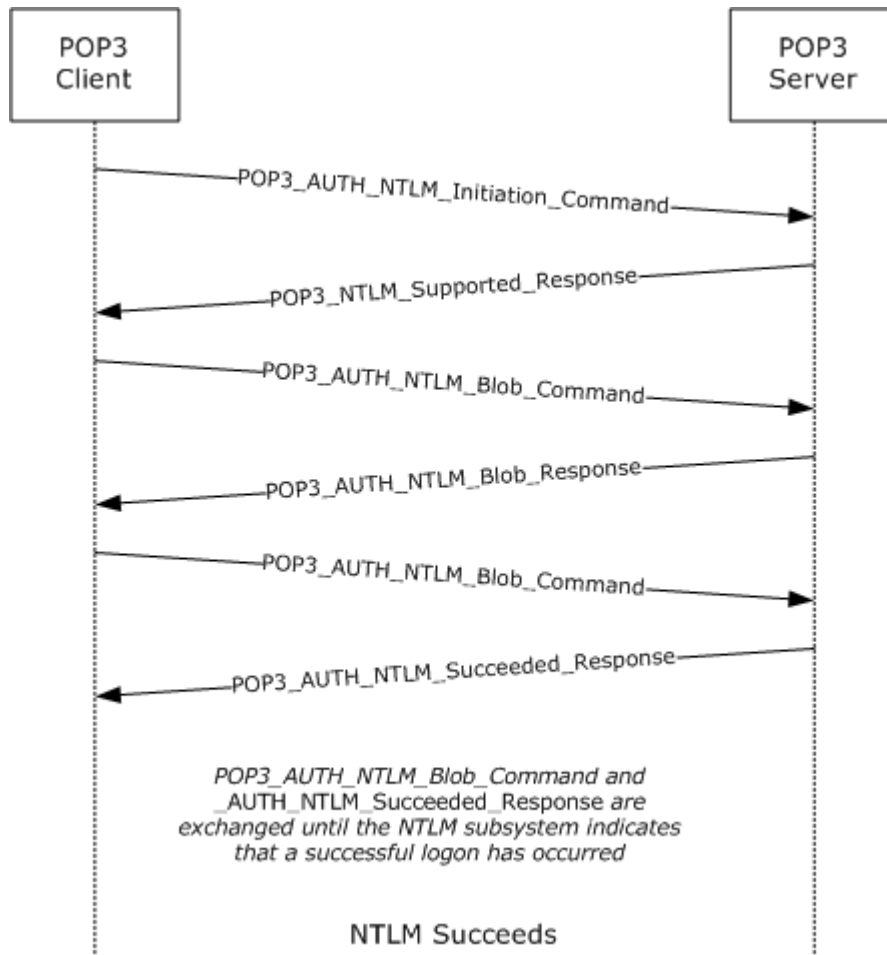 POP3
Client
POP3
Server
POP3_AUTH_NTLM_Initiation_Command
POP3_NTLM_Supported_Response
POP3_AUTH_NTLM_Blob_Command
POP3_AUTH_NTLM_Blob_Response
POP3_AUTH_NTLM_Blob_Command
POP3_AUTH_NTLM_Succeeded_Response
POP3_AUTH_NTLM_Blob_Command and
_AUTH_NTLM_Succeeded_Response are
exchanged until the NTLM subsystem indicates
that a successful logon has occurred
NTLM Succeeds